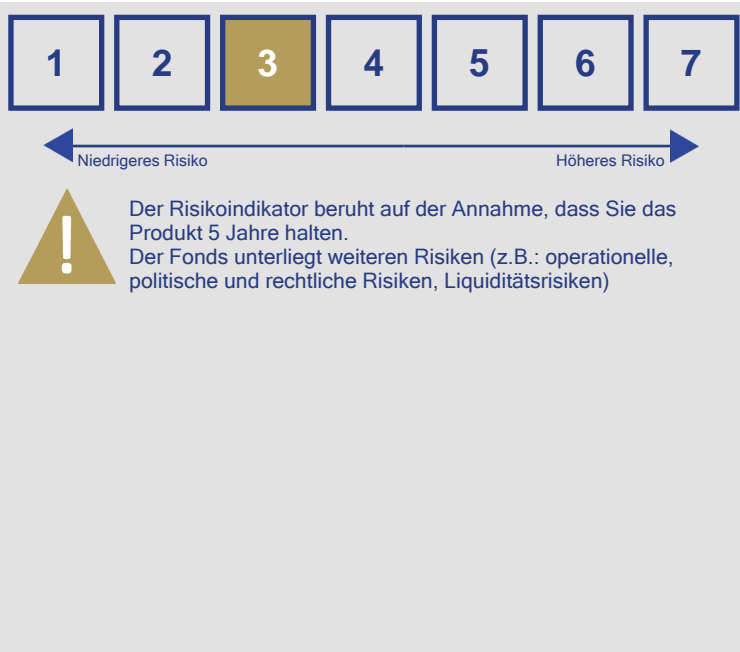 1 2 3 4 5 6 7
Niedrigeres Risiko Höheres Risiko
!
Der Risikoindikator beruht auf der Annahme, dass Sie das
Produkt 5 Jahre halten.
Der Fonds unterliegt weiteren Risiken (z.B.: operationelle,
politische und rechtliche Risiken, Liquiditätsrisiken)